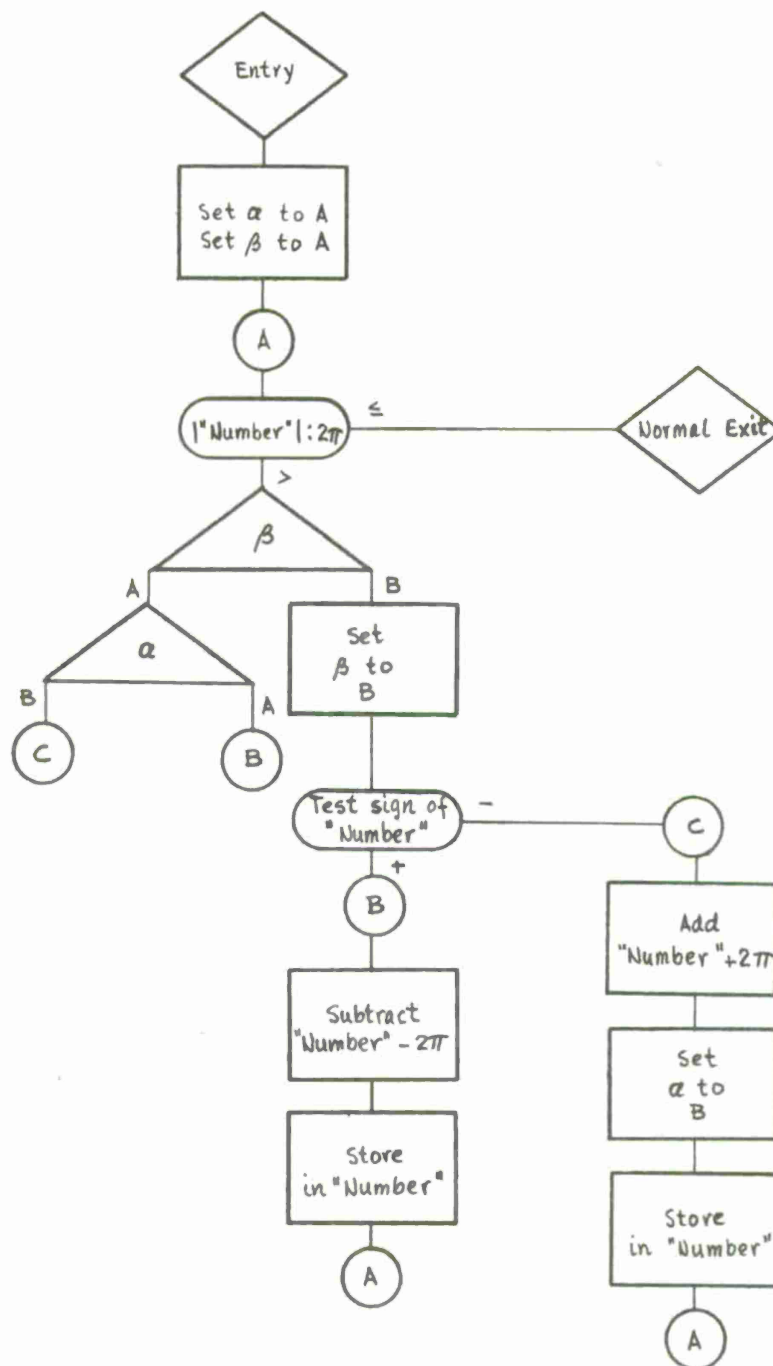 Entry
Set α to A
Set β to A
A
|"Number"|:2π
≤
Normal Exit
>
β
A
B
α
Set
β to
B
B
A
C
B
Test sign of
"Number"
-
C
+
B
Add
"Number"+2π
Subtract
"Number"-2π
Set
α to
B
Store
in "Number"
Store
in "Number"
A
A